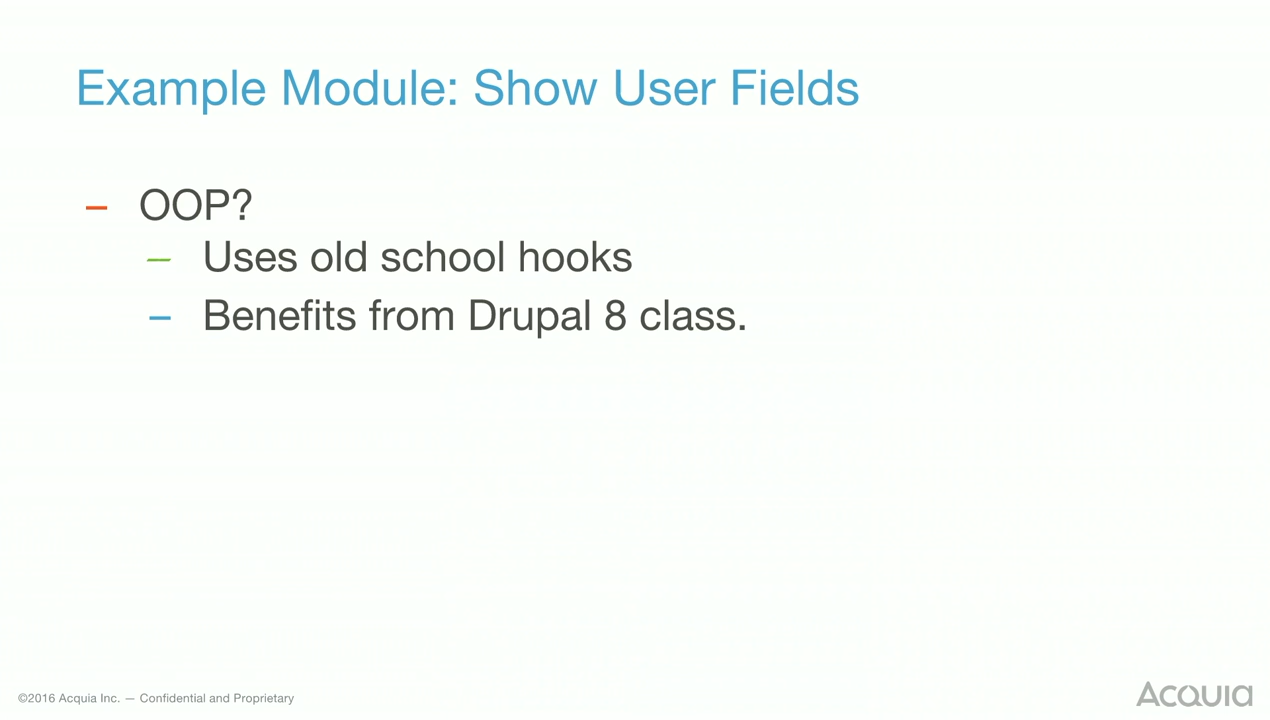 Example Module: Show User Fields
– OOP?
– Uses old school hooks
– Benefits from Drupal 8 class.
©2016 Acquia Inc. — Confidential and Proprietary
Acquia